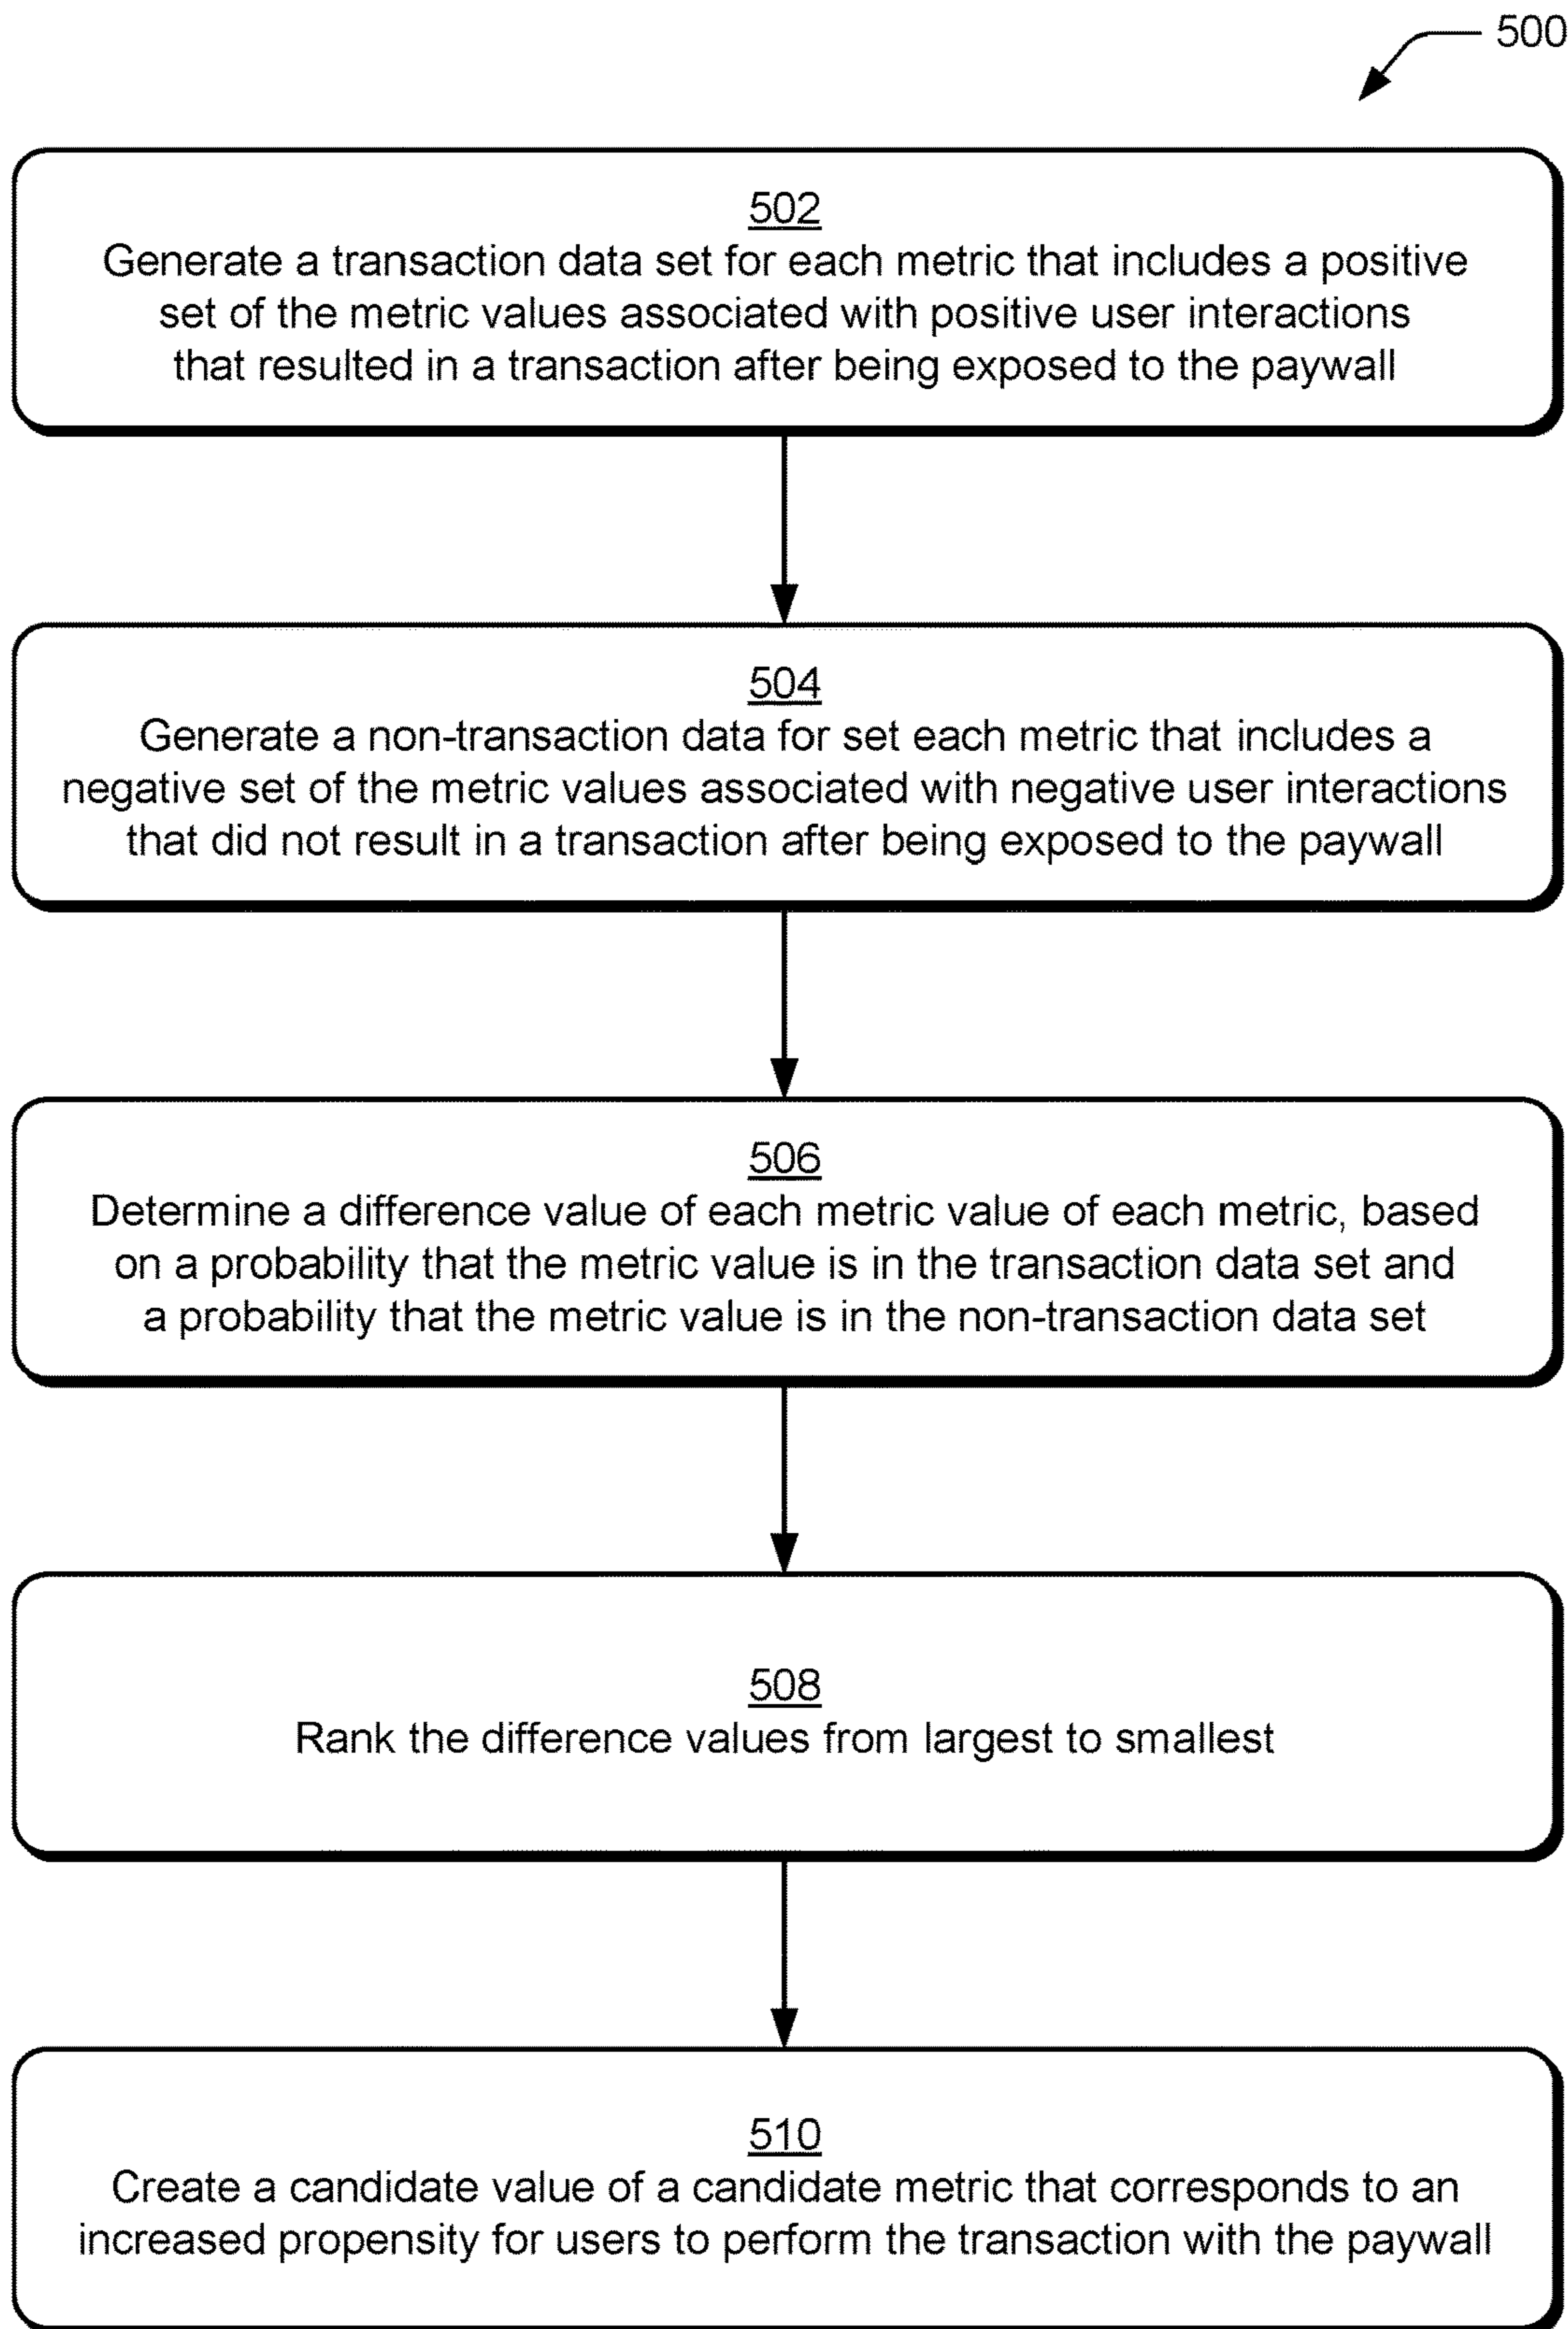 500
502
Generate a transaction data set for each metric that includes a positive
set of the metric values associated with positive user interactions
that resulted in a transaction after being exposed to the paywall
504
Generate a non-transaction data for set each metric that includes a
negative set of the metric values associated with negative user interactions
that did not result in a transaction after being exposed to the paywall
506
Determine a difference value of each metric value of each metric, based
on a probability that the metric value is in the transaction data set and
a probability that the metric value is in the non-transaction data set
508
Rank the difference values from largest to smallest
510
Create a candidate value of a candidate metric that corresponds to an
increased propensity for users to perform the transaction with the paywall